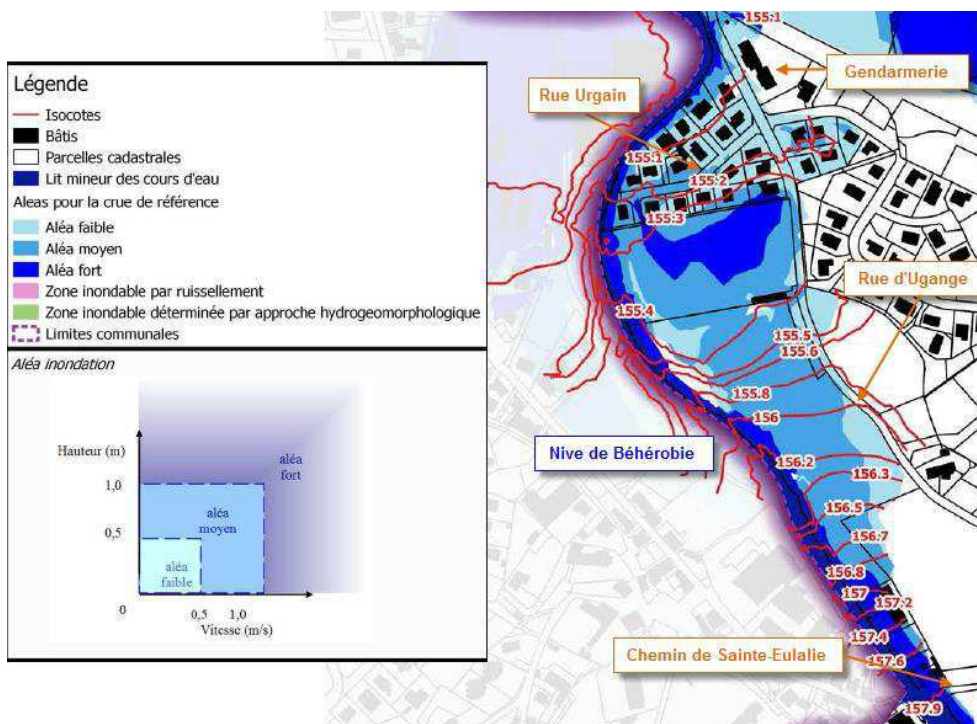 Légende
Isocotes
Bâtis
Parcelles cadastrales
Lit mineur des cours d'eau
Aleas pour la crue de référence
Aléa faible
Aléa moyen
Aléa fort
Zone inondable par ruissellement
Zone inondable déterminée par approche hydrogeomorphologique
Limites communales
Aléa inondation
Hauteur (m)
1,0
0,5
0
0,5
1,0
Vitesse (m/s)
aléa
fort
aléa
moyen
aléa
faible
155.1
Gendarmerie
Rue Urgain
155.1
155.2
155.3
Rue d'Ugange
155.4
155.5
155.6
155.8
156
Nive de Béhérobie
156.2
156.3
156.5
156.7
156.8
157
157.2
157.4
Chemin de Sainte-Eulalie
157.6
157.9